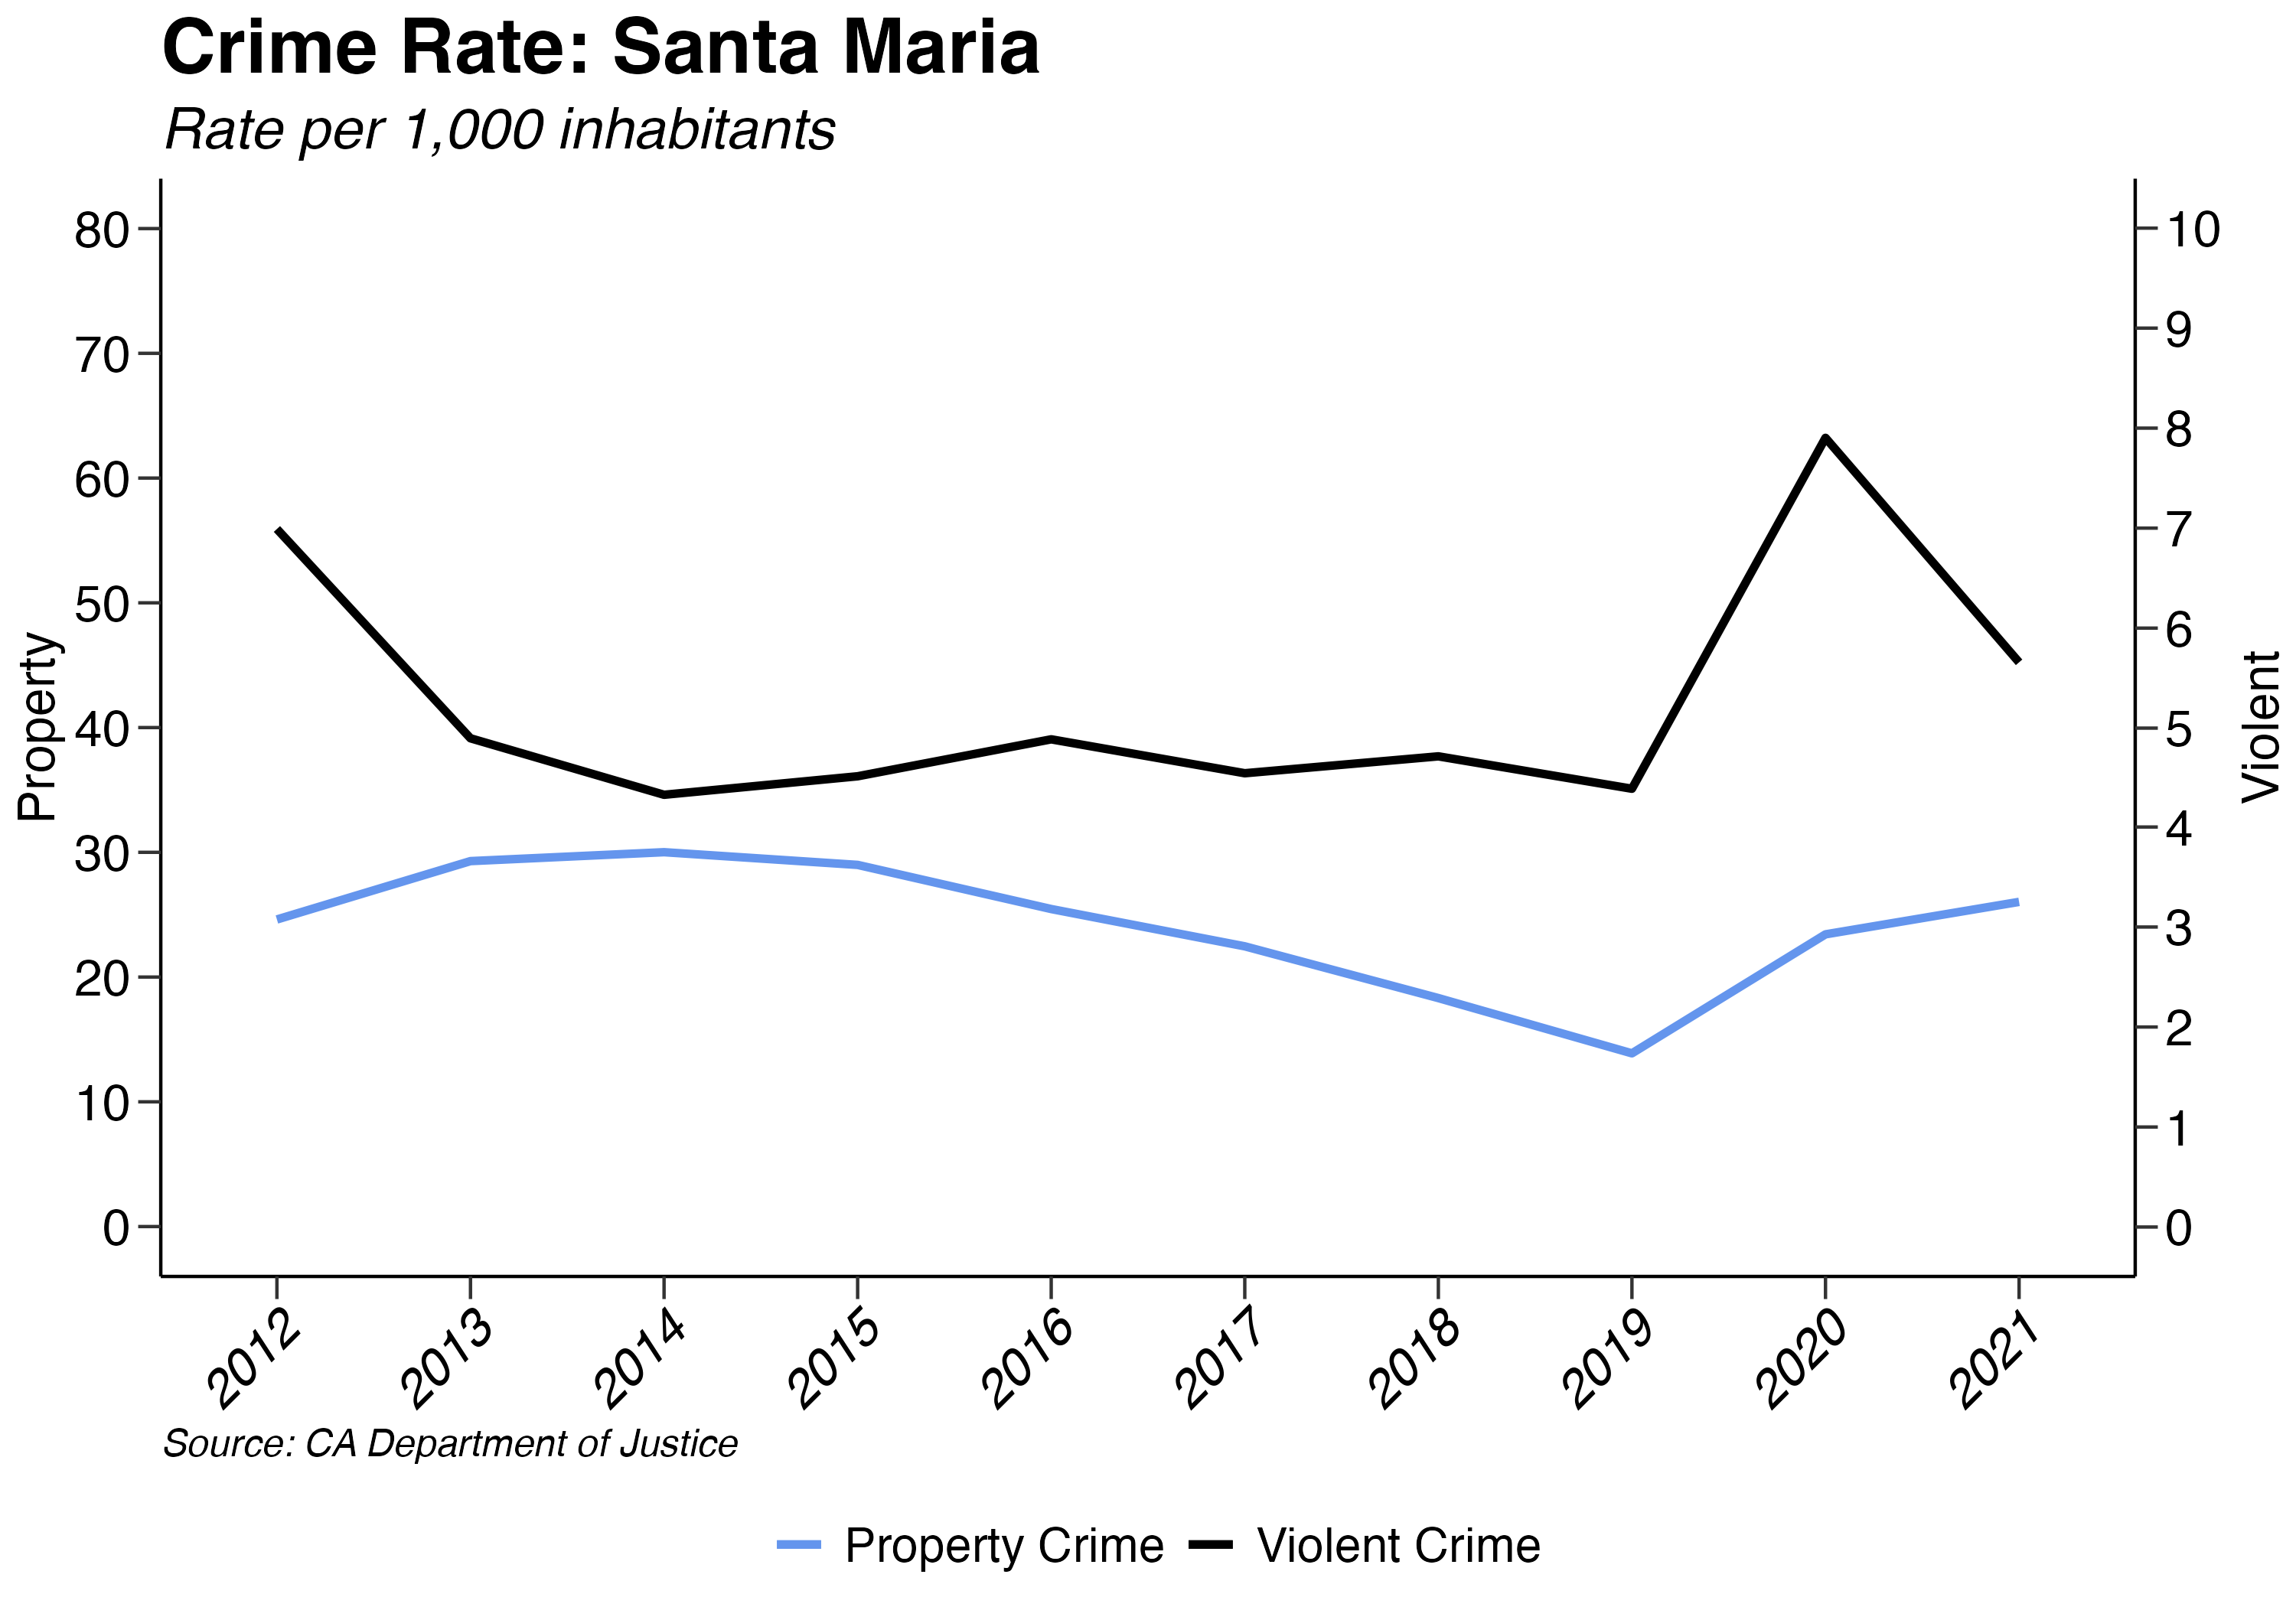 Crime Rate: Santa Maria
Rate per 1,000 inhabitants
Property
80
70
60
50
40
30
20
10
0
10
9
8
7
6
5
4
3
2
1
0
Violent
2012 2013 2014 2015 2016 2017 2018 2019 2020 2021
Source: CA Department of Justice
Property Crime Violent Crime